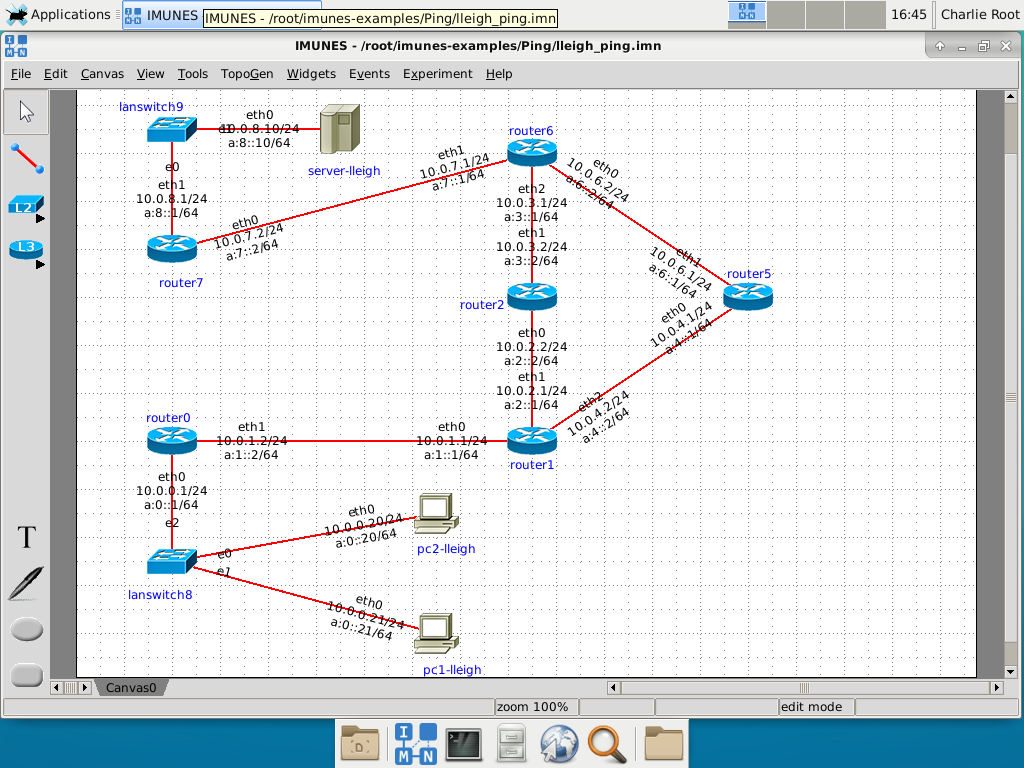 Applications
IMUNES
IMUNES - /root/imunes-examples/Ping/lleigh_ping.imn
16:45
Charlie Root
IMUNES - /root/imunes-examples/Ping/lleigh_ping.imn
File Edit Canvas View Tools TopoGen Widgets Events Experiment Help
lanswitch9
eth0
10.0.8.10/24
a:8::10/64
server-lleigh
e0
eth1
10.0.8.1/24
a:8::1/64
router7
eth0
10.0.7.2/24
a:7::2/64
eth1
10.0.7.1/24
a:7::1/64
router6
eth0
10.0.6.2/24
a:6::2/64
eth2
10.0.3.1/24
a:3::1/64
eth1
10.0.3.2/24
a:3::2/64
eth1
10.0.6.1/24
a:6::1/64
router5
router2
eth0
10.0.4.1/24
a:4::1/64
eth0
10.0.2.2/24
a:2::2/64
eth1
10.0.2.1/24
a:2::1/64
eth2
10.0.4.2/24
a:4::2/64
router0
eth1
10.0.1.2/24
a:1::2/64
eth0
10.0.1.1/24
a:1::1/64
router1
eth0
10.0.0.1/24
a:0::1/64
e2
eth0
10.0.0.20/24
a:0::20/64
pc2-lleigh
e0
e1
lanswitch8
eth0
10.0.0.21/24
a:0::21/64
pc1-lleigh
L2
L3
T
Canvas0
zoom 100%
edit mode